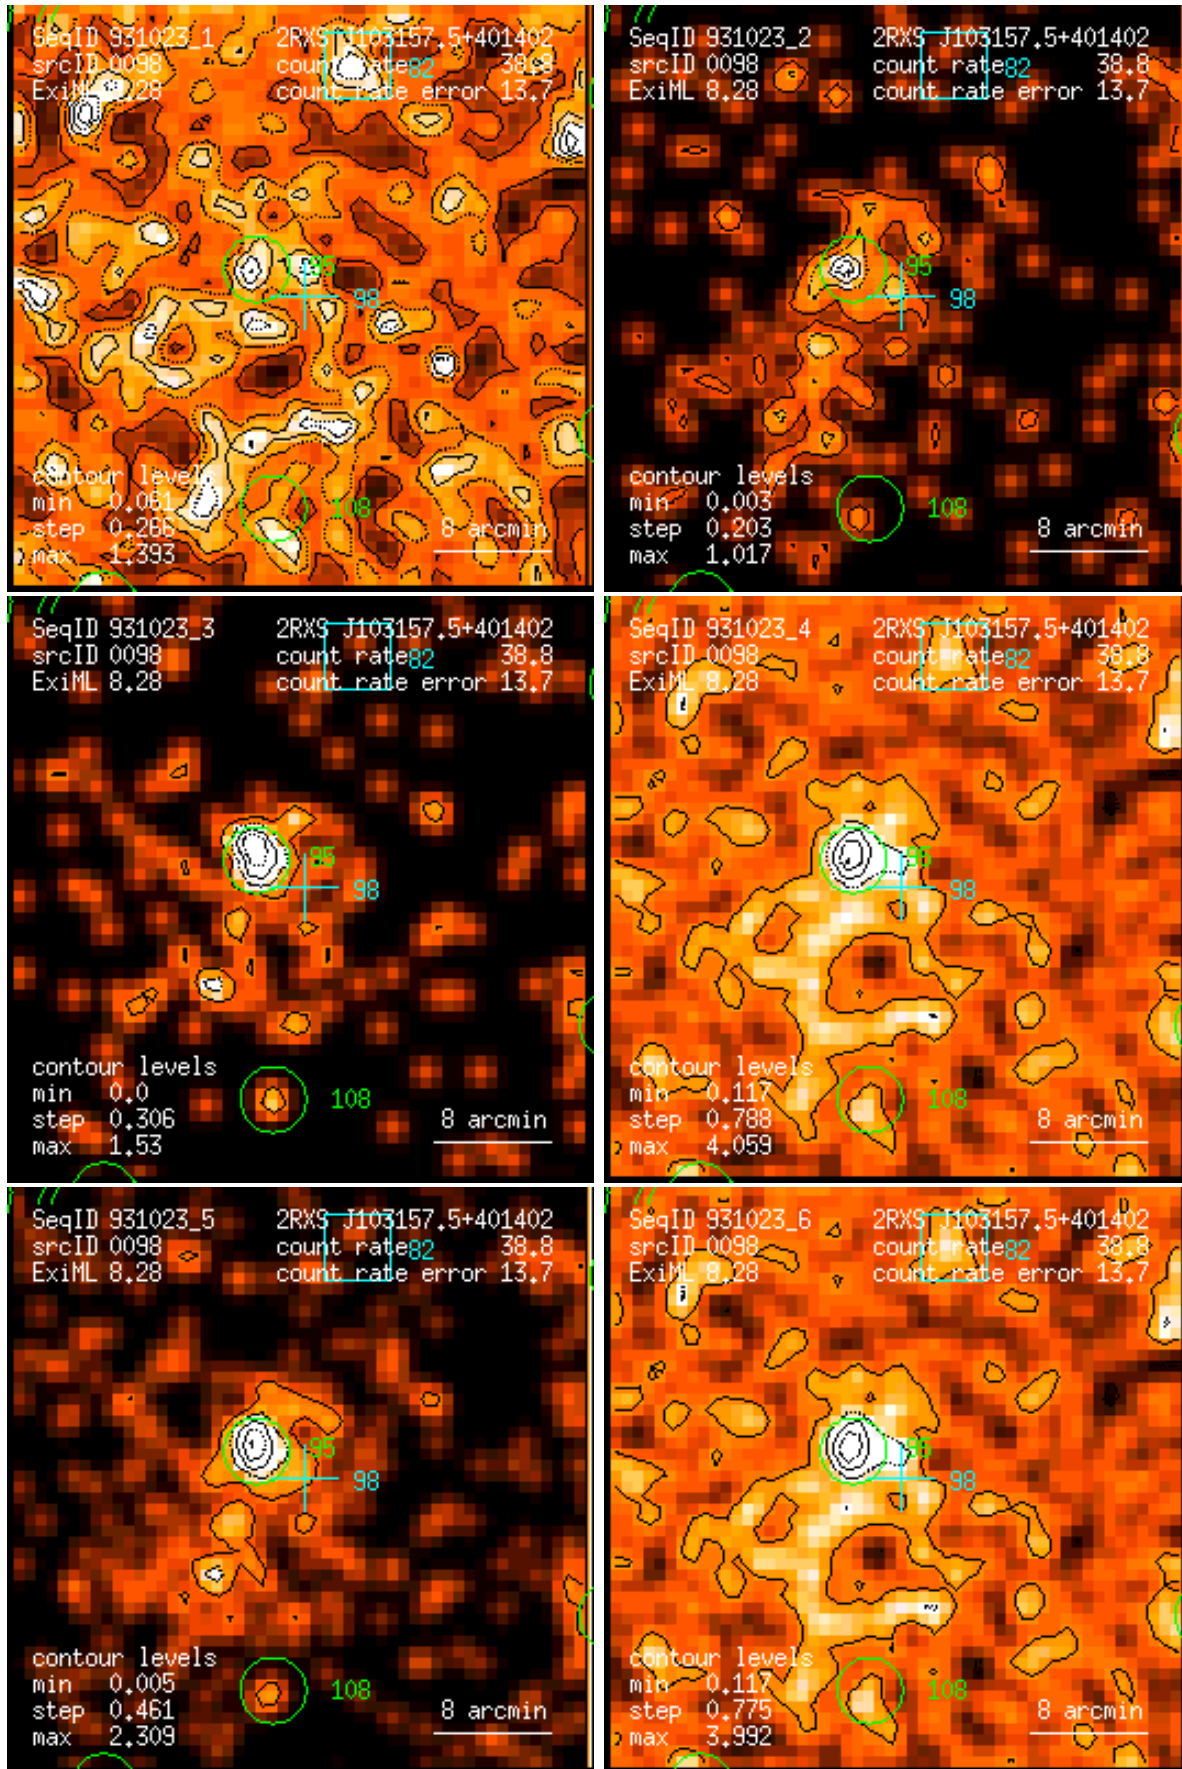 SeqID 931023_1 2RXS J103157.5+401402
srcID 0098 count rate 82 38.8
ExiML 8.28 count rate error 13.7
95
98
contour levels
min 0.061
108
step 0.266 8 arcmin
max 1.393
SeqID 931023_2 2RXS J103157.5+401402
srcID 0098 count rate 82 38.8
ExiML 8.28 count rate error 13.7
95
98
contour levels
min 0.003
108
step 0.203 8 arcmin
max 1.017
SeqID 931023_3 2RXS J103157.5+401402
srcID 0098 count rate 82 38.8
ExiML 8.28 count rate error 13.7
95
98
contour levels
min 0.0
108
step 0.306 8 arcmin
max 1.53
SeqID 931023_4 2RXS J103157.5+401402
srcID 0098 count rate 82 38.8
ExiML 8.28 count rate error 13.7
95
98
contour levels
min 0.117
108
step 0.788 8 arcmin
max 4.059
SeqID 931023_5 2RXS J103157.5+401402
srcID 0098 count rate 82 38.8
ExiML 8.28 count rate error 13.7
95
98
contour levels
min 0.005
108
step 0.461 8 arcmin
max 2.309
SeqID 931023_6 2RXS J103157.5+401402
srcID 0098 count rate 82 38.8
ExiML 8.28 count rate error 13.7
95
98
contour levels
min 0.117
108
step 0.775 8 arcmin
max 3.992